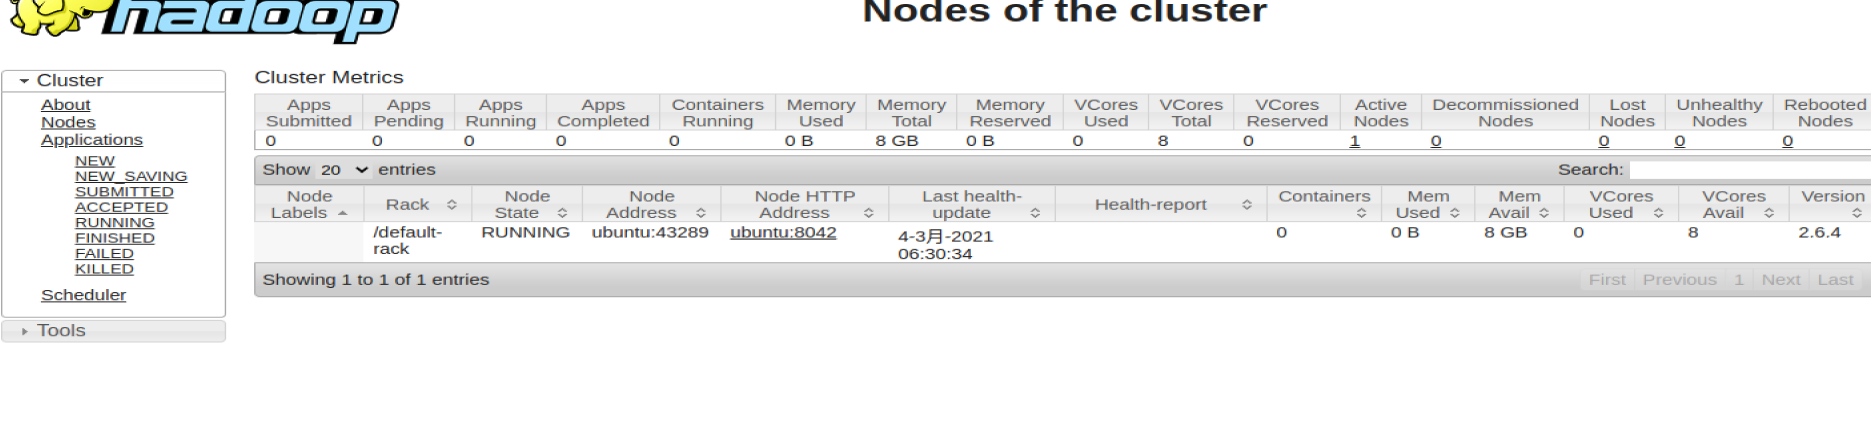 hadoop
Nodes of the cluster
Cluster
About
Nodes
Applications
NEW
NEW_SAVING
SUBMITTED
ACCEPTED
RUNNING
FINISHED
FAILED
KILLED
Scheduler
Tools
Cluster Metrics
Apps Submitted Apps Pending Apps Running Apps Completed Containers Running Memory Used Memory Total Memory Reserved VCores Used VCores Total VCores Reserved Active Nodes Decommissioned Nodes Lost Nodes Unhealthy Nodes Rebooted Nodes
0 0 0 0 0 0 B 8 GB 0 B 0 8 0 1 0 0 0 0
Show 20 entries Search:
Node Labels Rack Node State Node Address Node HTTP Address Last health-update Health-report Containers Mem Used Mem Avail VCores Used VCores Avail Version
/default-rack RUNNING ubuntu:43289 ubuntu:8042 4-3月-2021 06:30:34 0 0 B 8 GB 0 8 2.6.4
Showing 1 to 1 of 1 entries First Previous 1 Next Last